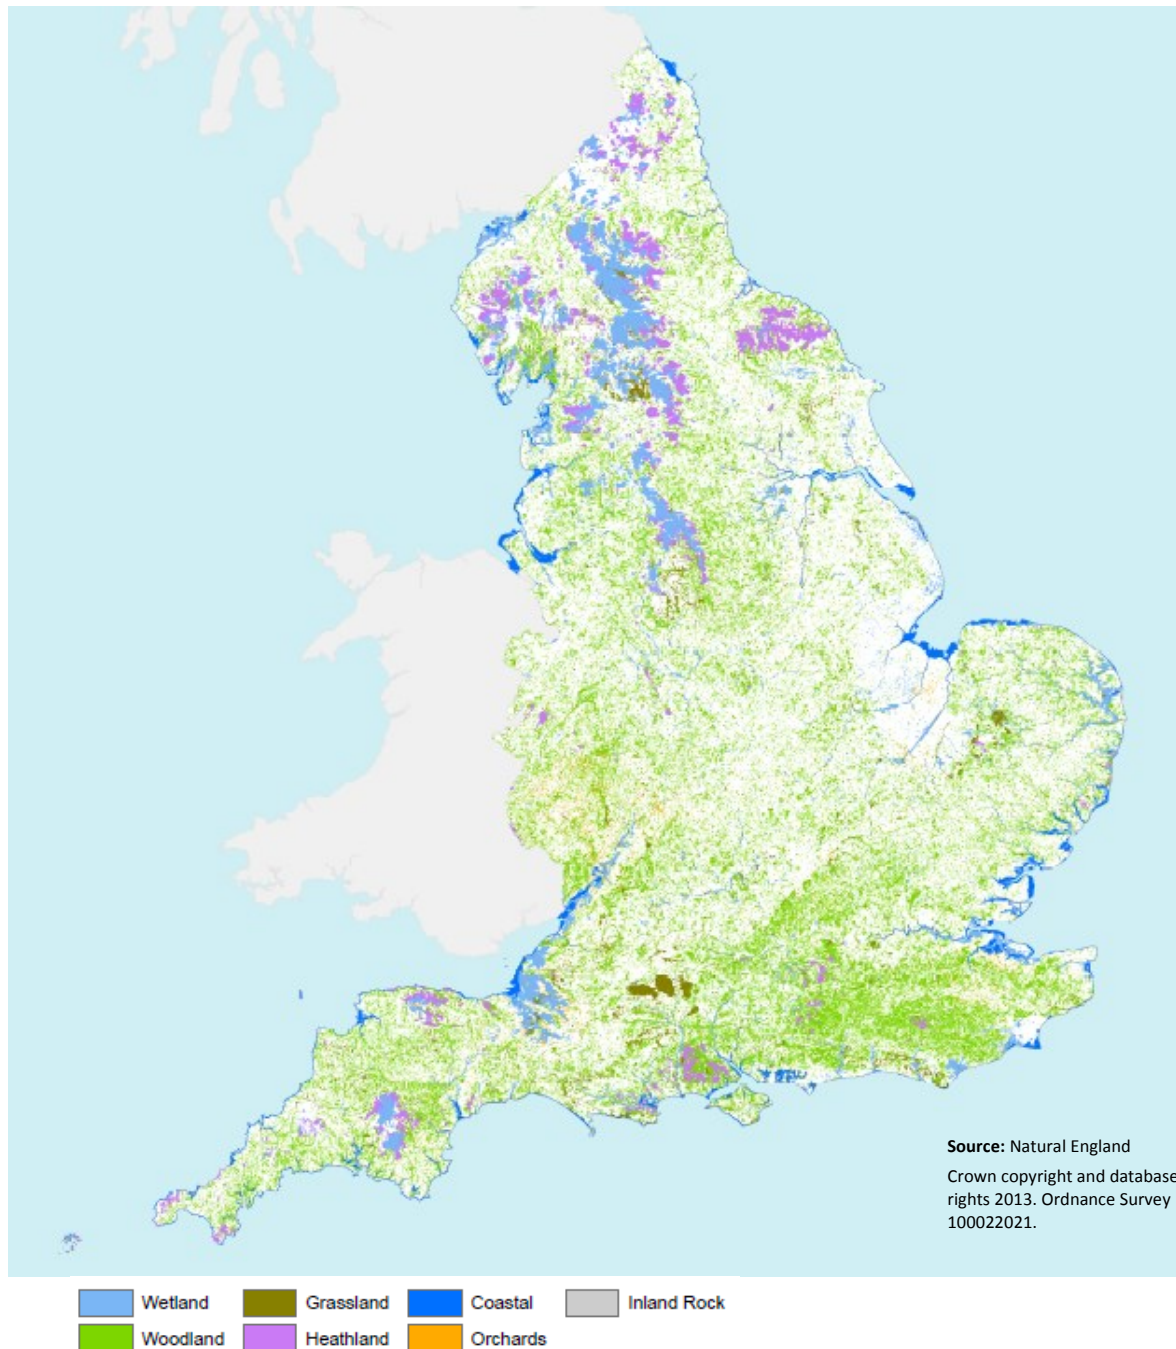 Source: Natural England
Crown copyright and database
rights 2013. Ordnance Survey
100022021.
Wetland Grassland Coastal Inland Rock
Woodland Heathland Orchards